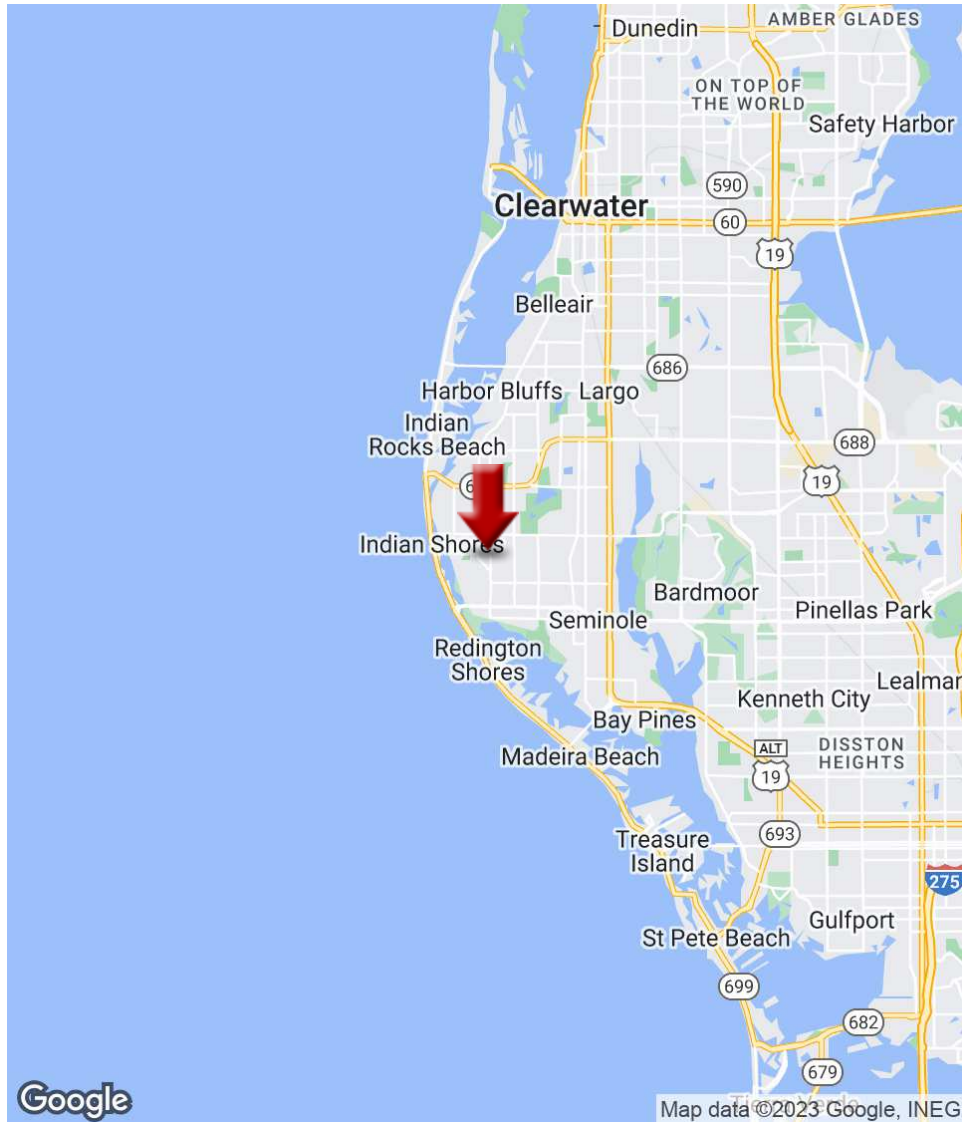 Dunedin
AMBER GLADES
ON TOP OF
THE WORLD
Safety Harbor
590
Clearwater
60
19
Belleair
686
Harbor Bluffs
Largo
Indian
Rocks Beach
688
19
Indian Shores
Bardmoor
Pinellas Park
Seminole
Redington
Shores
Lealman
Kenneth City
Bay Pines
ALT
19
DISSTON
HEIGHTS
Madeira Beach
693
Treasure
Island
275
Gulfport
St Pete Beach
699
682
679
Tierra Verde
Google
Map data ©2023 Google, INEG